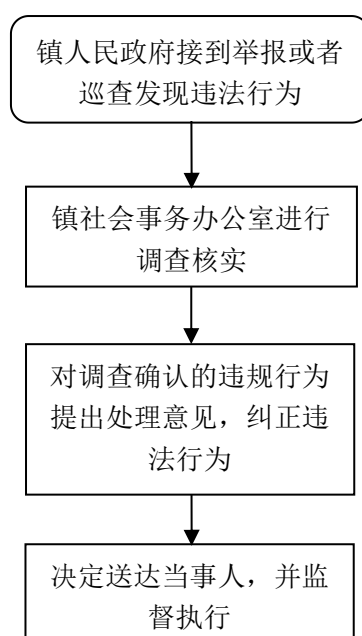 镇人民政府接到举报或者
巡查发现违法行为
镇社会事务办公室进行
调查核实
对调查确认的违规行为
提出处理意见，纠正违
法行为
决定送达当事人，并监
督执行